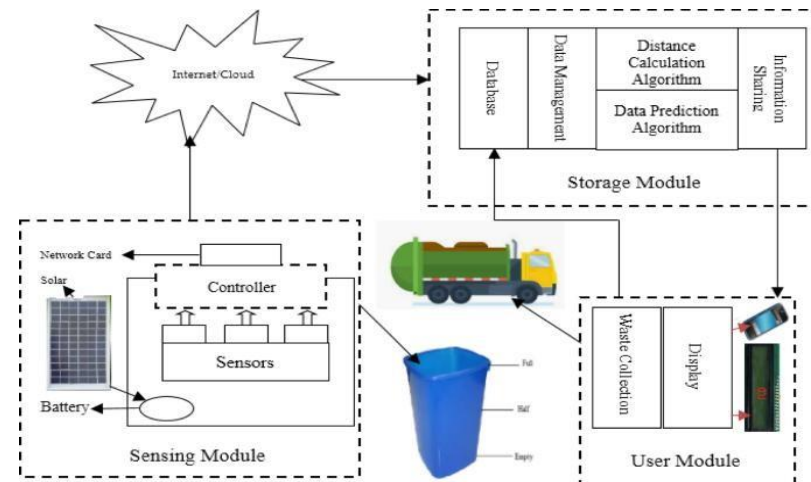 Internet/Cloud
Database
Data Management
Distance
Calculation
Algorithm
Data Prediction
Algorithm
Information
Sharing
Storage Module
Network Card
Solar
Controller
Sensors
Battery
Sensing Module
Full
Half
Empty
Waste Collection
Display
User Module